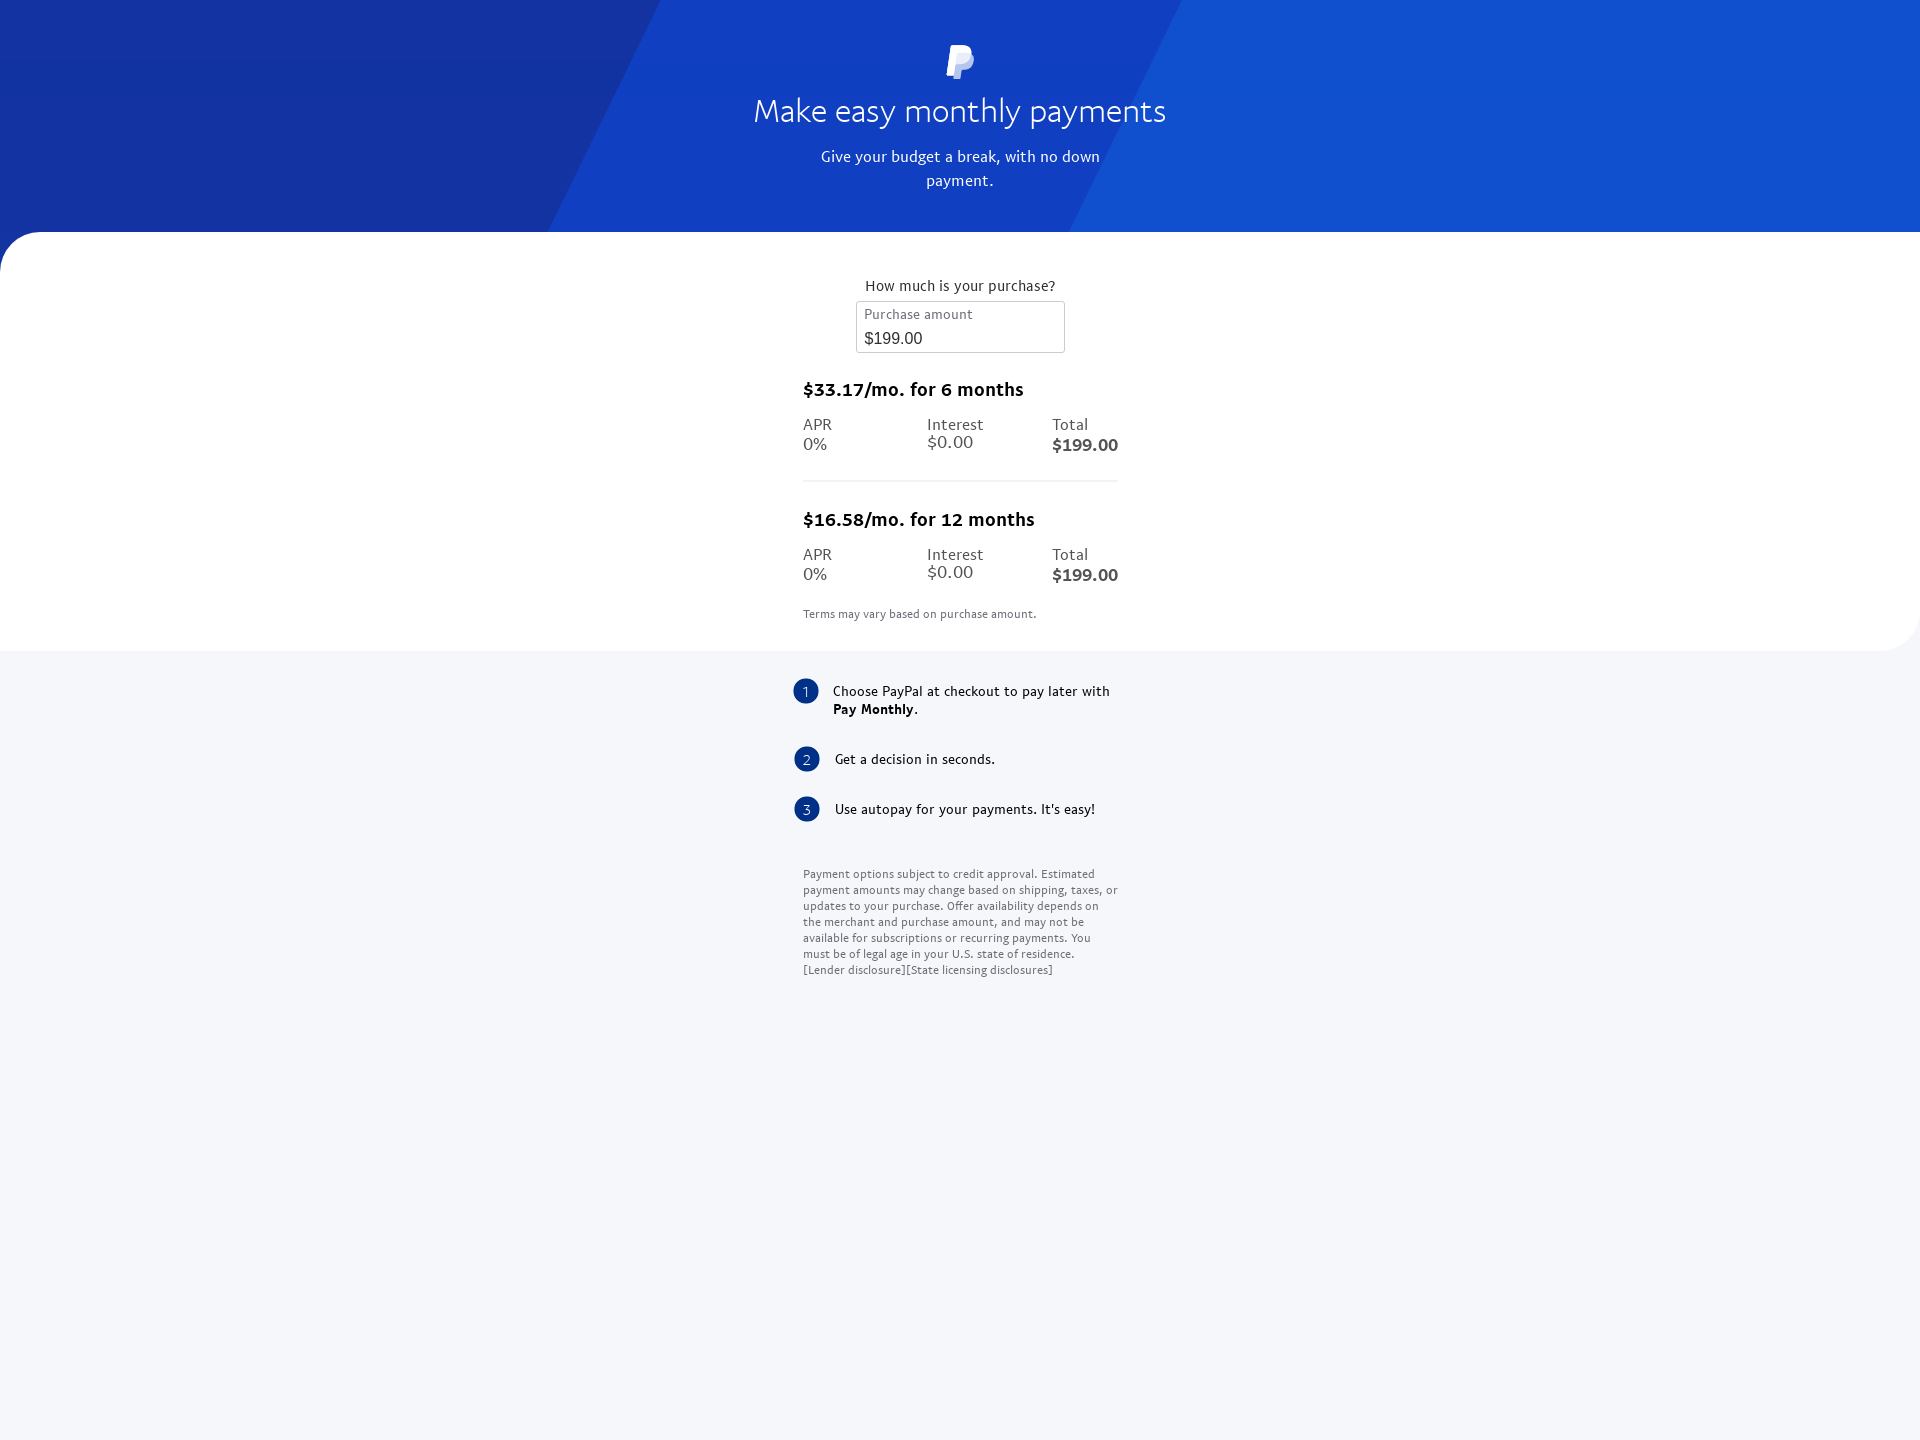 Make easy monthly payments
Give your budget a break, with no down
payment.
How much is your purchase?
Purchase amount
$199.00
$33.17/mo. for 6 months
APR Interest Total
0% $0.00 $199.00
$16.58/mo. for 12 months
APR Interest Total
0% $0.00 $199.00
Terms may vary based on purchase amount.
1 Choose PayPal at checkout to pay later with
Pay Monthly.
2 Get a decision in seconds.
3 Use autopay for your payments. It's easy!
Payment options subject to credit approval. Estimated
payment amounts may change based on shipping, taxes, or
updates to your purchase. Offer availability depends on
the merchant and purchase amount, and may not be
available for subscriptions or recurring payments. You
must be of legal age in your U.S. state of residence.
[Lender disclosure][State licensing disclosures]